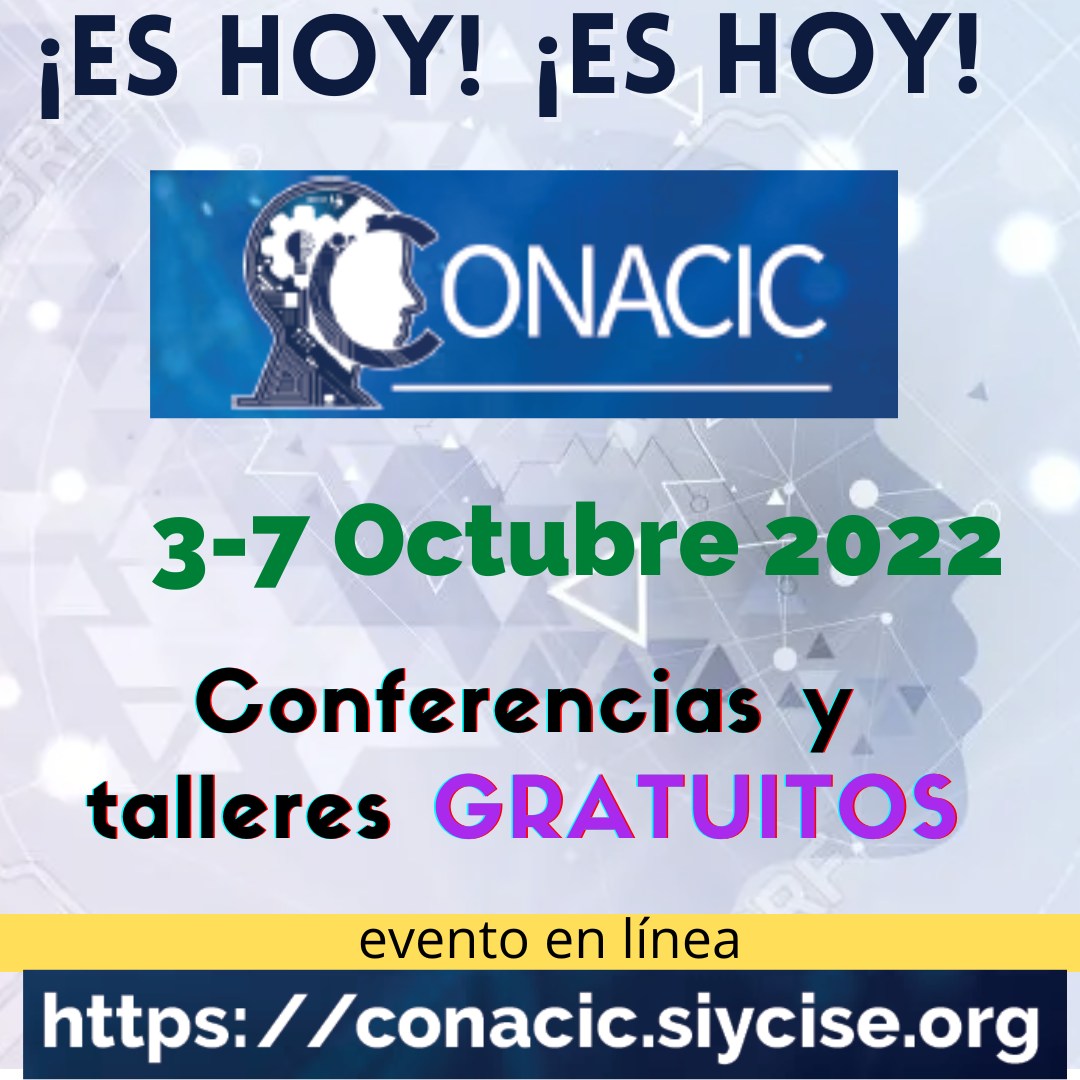 ¡ES HOY! ¡ES HOY!
CONACIC
3-7 Octubre 2022
Conferencias y
talleres GRATUITOS
evento en línea
https://conacic.siycise.org